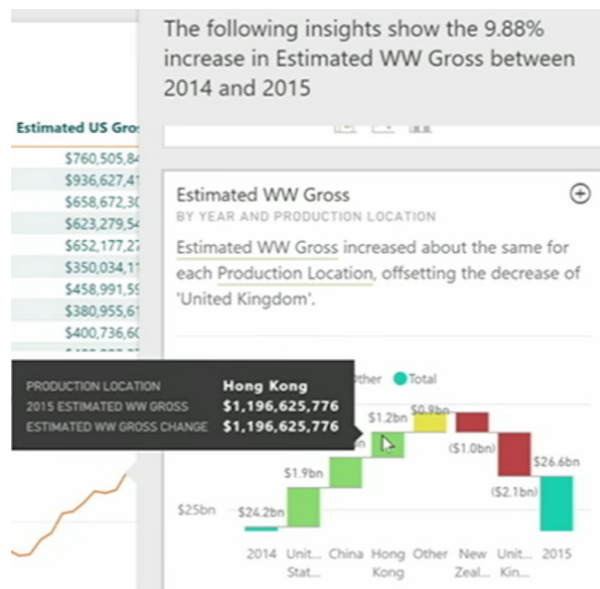 The following insights show the 9.88%
increase in Estimated WW Gross between
2014 and 2015
Estimated US Gro
$760,505,84
$936,627,41
$658,672,30
$623,279,54
$652,177,27
$350,034,11
$458,991,59
$380,955,61
$400,736,60
Estimated WW Gross
BY YEAR AND PRODUCTION LOCATION
Estimated WW Gross increased about the same for
each Production Location, offsetting the decrease of
'United Kingdom'.
PRODUCTION LOCATION Hong Kong
2015 ESTIMATED WW GROSS $1,196,625,776
ESTIMATED WW GROSS CHANGE $1,196,625,776
ther Total
$1.2bn $0.9bn
($1.0bn)
$1.9bn
$26.6bn
($2.1bn)
$25bn $24.2bn
2014 Unit... China Hong Other New Unit... 2015
Stat... Kong Zeal... Kin...